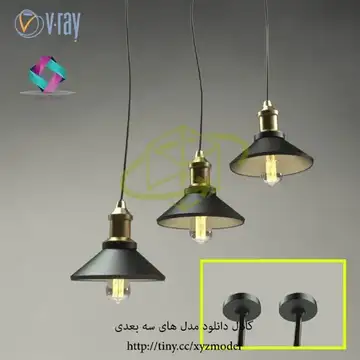 v·ray
کانال دانلود مدل های سه بعدی
http://tiny.cc/xyzmodel